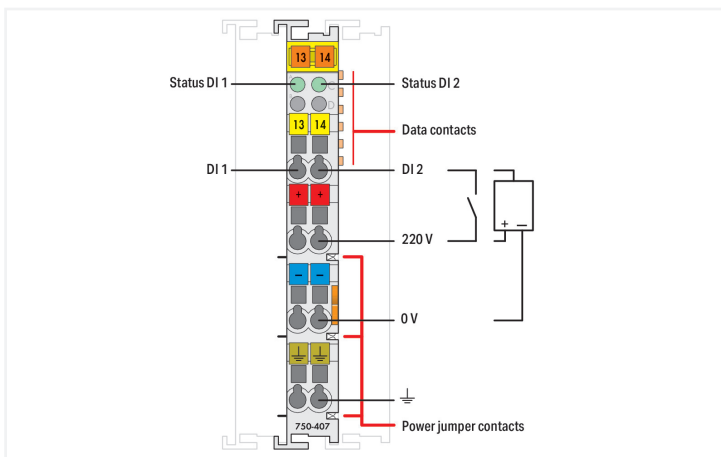 13 14
Status DI 1
Status DI 2
C
D
Data contacts
13 14
DI 1
DI 2
+ +
+ −
220 V
− −
0 V
750-407
Power jumper contacts